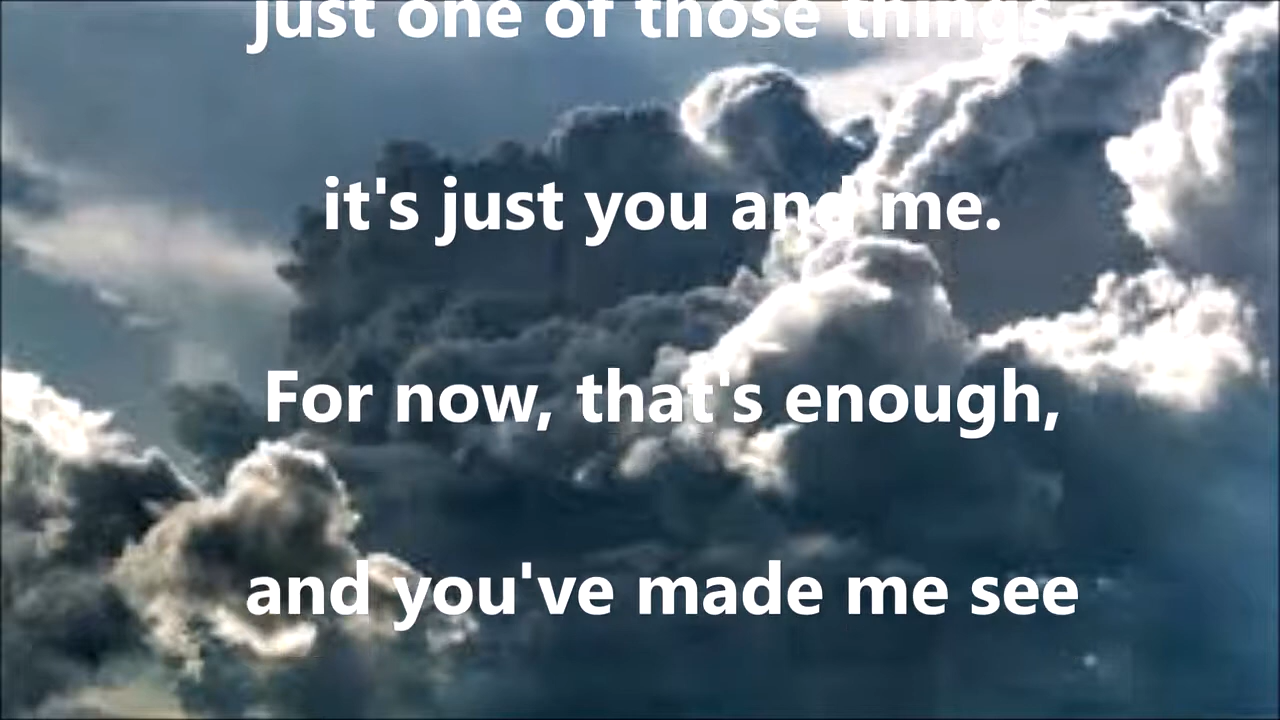 just one of those things
it's just you and me.
For now, that's enough,
and you've made me see